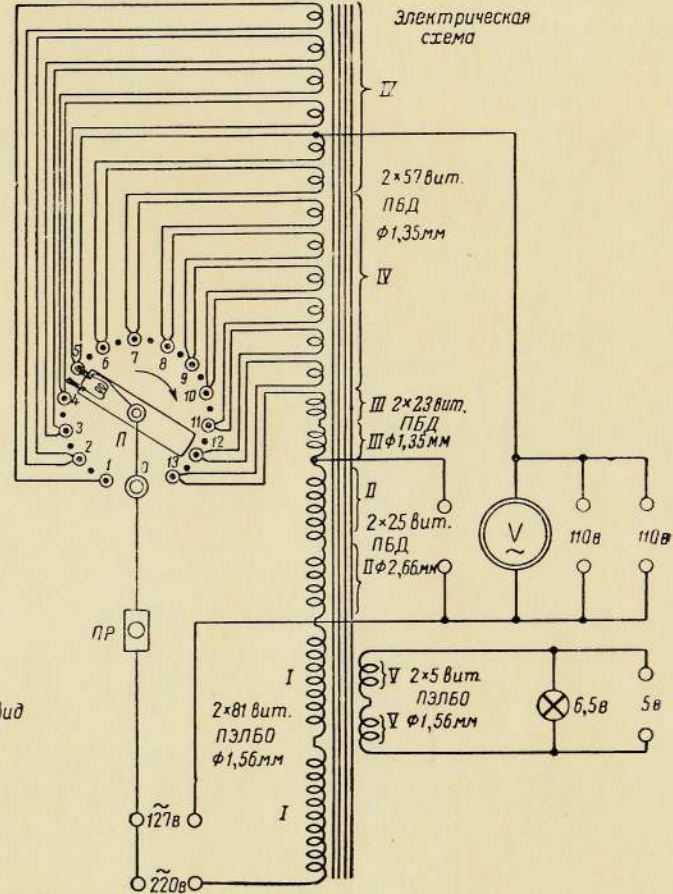 Электрическая
схема
IV
2×57 вит.
ПБД
Ф1,35мм
IV
5
6
7
8
9
4
10
3
11
П
2
12
1
0
13
III 2×23 вит.
ПБД
III Ф1,35мм
II
2×25 вит.
ПБД
II Ф2,66мм
V
~
110в
110в
ПР
вид
I
2×81 вит.
ПЭЛБО
Ф1,56мм
V 2×5 вит.
ПЭЛБО
V Ф1,56мм
6,5в
5в
I
~
127в
~
220в